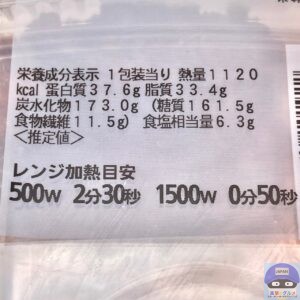 栄養成分表示 1包装当り 熱量1120
kcal 蛋白質37.6g 脂質33.4g
炭水化物173.0g (糖質161.5g
食物繊維11.5g) 食塩相当量6.3g
<推定値>
レンジ加熱目安
500W 2分30秒 1500W 0分50秒